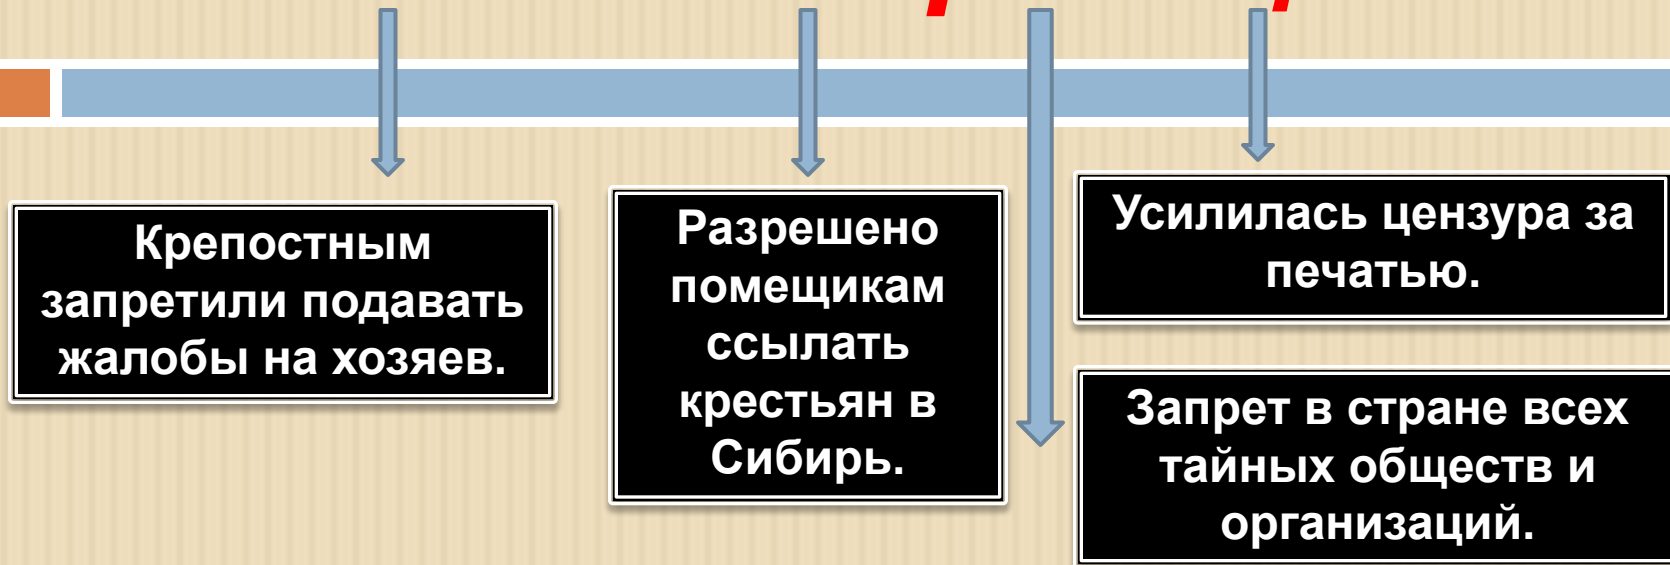 Крепостным
запретили подавать
жалобы на хозяев.
Разрешено
помещикам
ссылать
крестьян в
Сибирь.
Усилилась цензура за
печатью.
Запрет в стране всех
тайных обществ и
организаций.